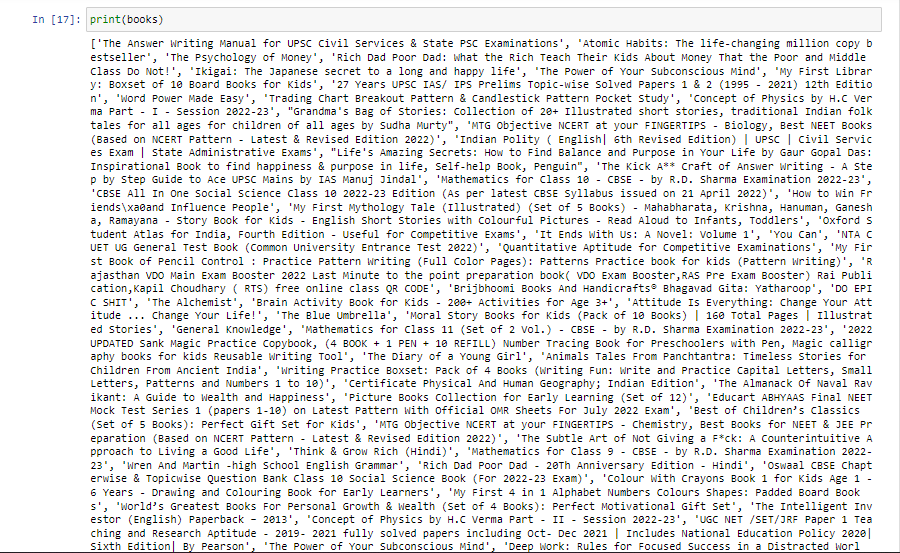 In [17]: print(books)
['The Answer Writing Manual for UPSC Civil Services & State PSC Examinations', 'Atomic Habits: The life-changing million copy b
estseller', 'The Psychology of Money', 'Rich Dad Poor Dad: What the Rich Teach Their Kids About Money That the Poor and Middle
Class Do Not!', 'Ikigai: The Japanese secret to a long and happy life', 'The Power of Your Subconscious Mind', 'My First Librar
y: Boxset of 10 Board Books for Kids', '27 Years UPSC IAS/ IPS Prelims Topic-wise Solved Papers 1 & 2 (1995 - 2021) 12th Editio
n', 'Word Power Made Easy', 'Trading Chart Breakout Pattern & Candlestick Pattern Pocket Study', 'Concept of Physics by H.C Ver
ma Part - I - Session 2022-23', "Grandma's Bag of Stories: Collection of 20+ Illustrated short stories, traditional Indian folk
tales for all ages for children of all ages by Sudha Murty", 'MTG Objective NCERT at your FINGERTIPS - Biology, Best NEET Books
(Based on NCERT Pattern - Latest & Revised Edition 2022)', 'Indian Polity ( English| 6th Revised Edition) | UPSC | Civil Servic
es Exam | State Administrative Exams', "Life's Amazing Secrets: How to Find Balance and Purpose in Your Life by Gaur Gopal Das:
Inspirational Book to find happiness & purpose in life, Self-help Book, Penguin", 'The Kick A** Craft of Answer Writing - A Ste
p by Step Guide to Ace UPSC Mains by IAS Manuj Jindal', 'Mathematics for Class 10 - CBSE - by R.D. Sharma Examination 2022-23',
'CBSE All In One Social Science Class 10 2022-23 Edition (As per latest CBSE Syllabus issued on 21 April 2022)', 'How to Win Fr
iends\xa0and Influence People', 'My First Mythology Tale (Illustrated) (Set of 5 Books) - Mahabharata, Krishna, Hanuman, Ganesh
a, Ramayana - Story Book for Kids - English Short Stories with Colourful Pictures - Read Aloud to Infants, Toddlers', 'Oxford S
tudent Atlas for India, Fourth Edition - Useful for Competitive Exams', 'It Ends With Us: A Novel: Volume 1', 'You Can', 'NTA C
UET UG General Test Book (Common University Entrance Test 2022)', 'Quantitative Aptitude for Competitive Examinations', 'My Fir
st Book of Pencil Control : Practice Pattern Writing (Full Color Pages): Patterns Practice book for kids (Pattern Writing)', 'R
ajasthan VDO Main Exam Booster 2022 Last Minute to the point preparation book( VDO Exam Booster,RAS Pre Exam Booster) Rai Publi
cation,Kapil Choudhary ( RTS) free online class QR CODE', 'Brijbhoomi Books And Handicrafts® Bhagavad Gita: Yatharoop', 'DO EPI
C SHIT', 'The Alchemist', 'Brain Activity Book for Kids - 200+ Activities for Age 3+', 'Attitude Is Everything: Change Your Att
itude ... Change Your Life!', 'The Blue Umbrella', 'Moral Story Books for Kids (Pack of 10 Books) | 160 Total Pages | Illustrat
ed Stories', 'General Knowledge', 'Mathematics for Class 11 (Set of 2 Vol.) - CBSE - by R.D. Sharma Examination 2022-23', '2022
UPDATED Sank Magic Practice Copybook, (4 BOOK + 1 PEN + 10 REFILL) Number Tracing Book for Preschoolers with Pen, Magic calligr
aphy books for kids Reusable Writing Tool', 'The Diary of a Young Girl', 'Animals Tales From Panchtantra: Timeless Stories for
Children From Ancient India', 'Writing Practice Boxset: Pack of 4 Books (Writing Fun: Write and Practice Capital Letters, Small
Letters, Patterns and Numbers 1 to 10)', 'Certificate Physical And Human Geography; Indian Edition', 'The Almanack Of Naval Rav
ikant: A Guide to Wealth and Happiness', 'Picture Books Collection for Early Learning (Set of 12)', 'Educart ABHYAAS Final NEET
Mock Test Series 1 (papers 1-10) on Latest Pattern With Official OMR Sheets For July 2022 Exam', 'Best of Children's Classics
(Set of 5 Books): Perfect Gift Set for Kids', 'MTG Objective NCERT at your FINGERTIPS - Chemistry, Best Books for NEET & JEE Pr
eparation (Based on NCERT Pattern - Latest & Revised Edition 2022)', 'The Subtle Art of Not Giving a F*ck: A Counterintuitive A
pproach to Living a Good Life', 'Think & Grow Rich (Hindi)', 'Mathematics for Class 9 - CBSE - by R.D. Sharma Examination 2022-
23', 'Wren And Martin -high School English Grammar', 'Rich Dad Poor Dad - 20Th Anniversary Edition - Hindi', 'Oswaal CBSE Chapt
erwise & Topicwise Question Bank Class 10 Social Science Book (For 2022-23 Exam)', 'Colour With Crayons Book 1 for Kids Age 1 -
6 Years - Drawing and Colouring Book for Early Learners', 'My First 4 in 1 Alphabet Numbers Colours Shapes: Padded Board Book
s', 'World's Greatest Books For Personal Growth & Wealth (Set of 4 Books): Perfect Motivational Gift Set', 'The Intelligent Inv
estor (English) Paperback – 2013', 'Concept of Physics by H.C Verma Part - II - Session 2022-23', 'UGC NET /SET/JRF Paper 1 Tea
ching and Research Aptitude - 2019- 2021 fully solved papers including Oct- Dec 2021 | Includes National Education Policy 2020|
Sixth Edition| By Pearson', 'The Power of Your Subconscious Mind', 'Deep Work: Rules for Focused Success in a Distracted Worl